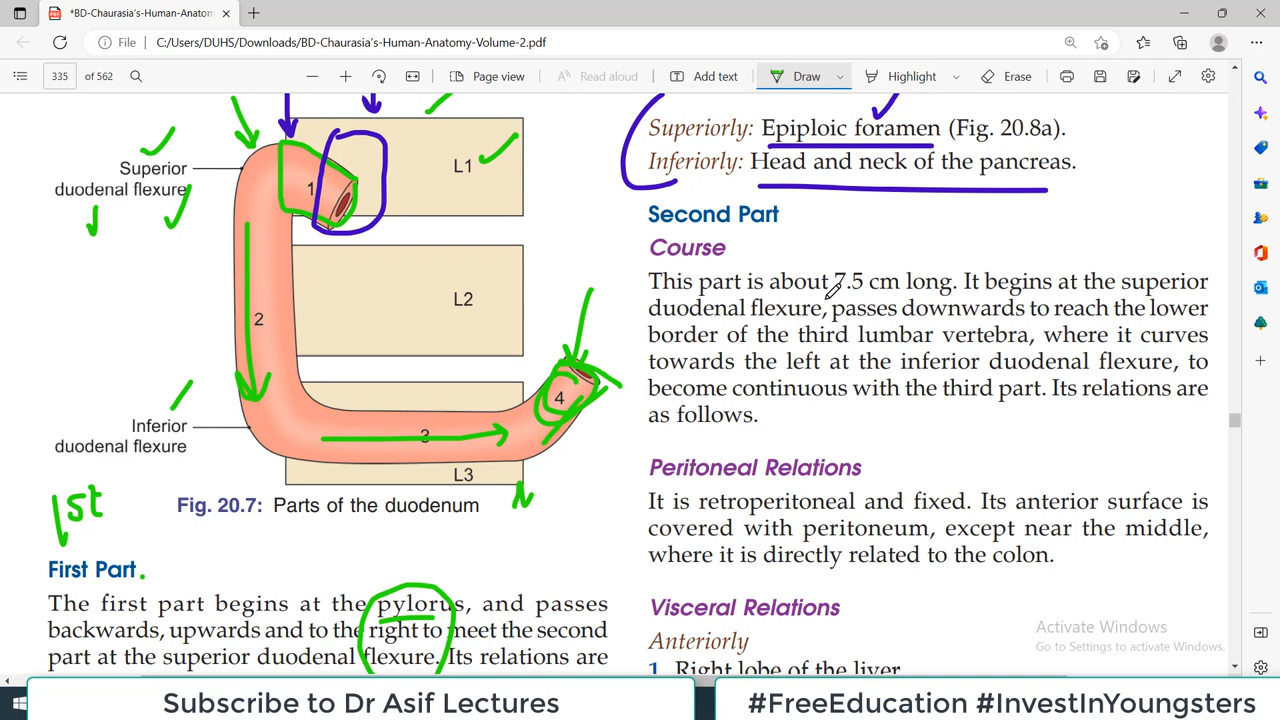 *BD-Chaurasia's-Human-Anatom
File
C:/Users/DUHS/Downloads/BD-Chaurasia's-Human-Anatomy-Volume-2.pdf
335
of 562
Page view
Read aloud
Add text
Draw
Highlight
Erase
Superior
duodenal flexure
1
L1
2
L2
4
3
Inferior
duodenal flexure
L3
Fig. 20.7: Parts of the duodenum
1st
First Part
The first part begins at the pylorus, and passes
backwards, upwards and to the right to meet the second
part at the superior duodenal flexure. Its relations are
Superiorly: Epiploic foramen (Fig. 20.8a).
Inferiorly: Head and neck of the pancreas.
Second Part
Course
This part is about 7.5 cm long. It begins at the superior
duodenal flexure, passes downwards to reach the lower
border of the third lumbar vertebra, where it curves
towards the left at the inferior duodenal flexure, to
become continuous with the third part. Its relations are
as follows.
Peritoneal Relations
It is retroperitoneal and fixed. Its anterior surface is
covered with peritoneum, except near the middle,
where it is directly related to the colon.
Visceral Relations
Anteriorly
1 Right lobe of the liver
Activate Windows
Go to Settings to activate Windows.
Subscribe to Dr Asif Lectures
#FreeEducation #InvestInYoungsters